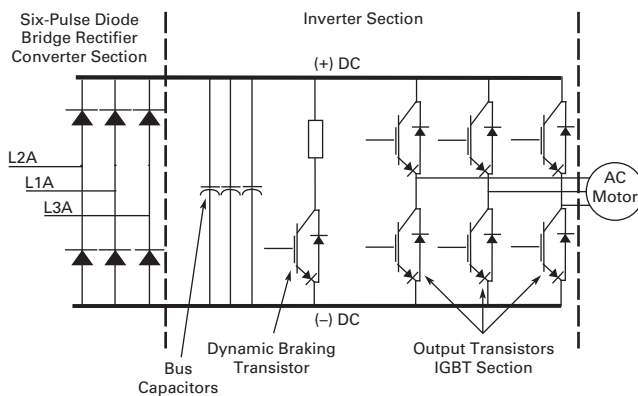 Six-Pulse Diode
Bridge Rectifier
Converter Section
Inverter Section
(+) DC
L2A
L1A
L3A
AC
Motor
(–) DC
Bus
Capacitors
Dynamic Braking
Transistor
Output Transistors
IGBT Section